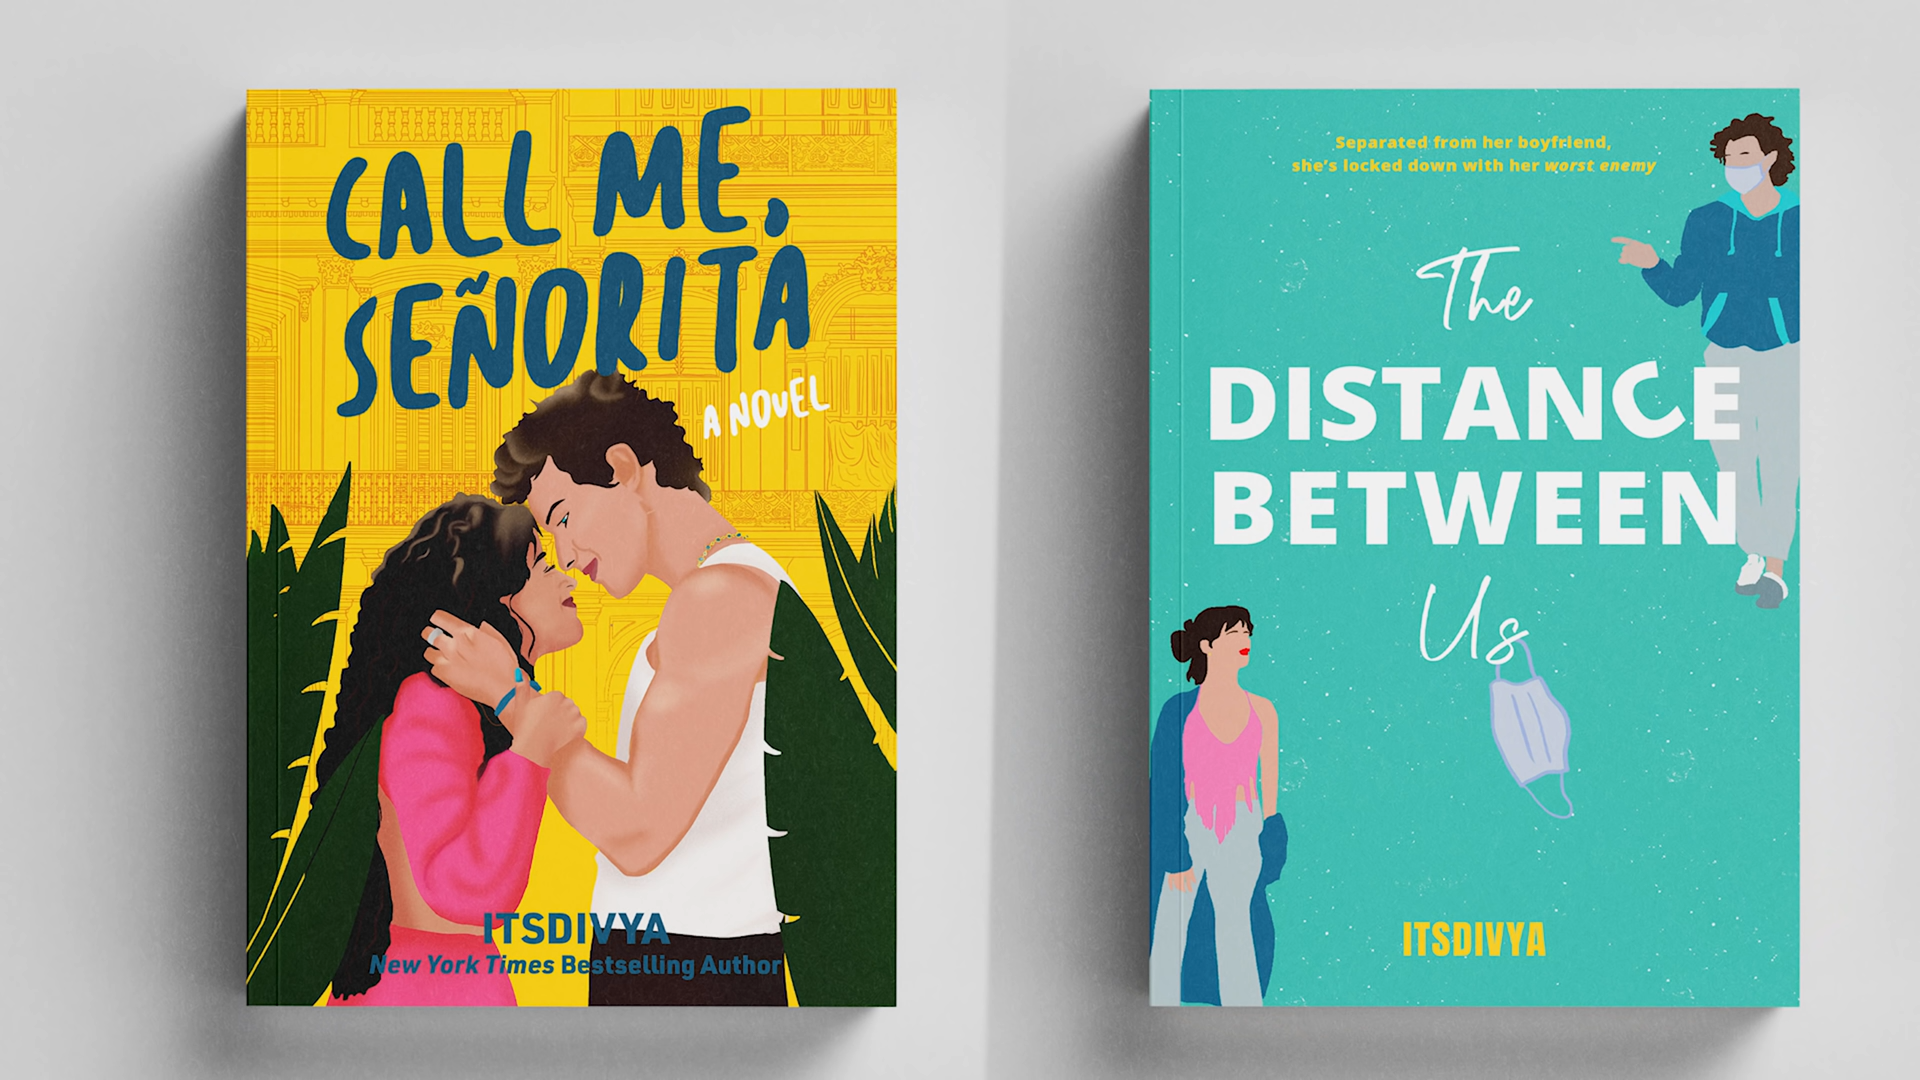 CALL ME,
SEÑORITA
A NOVEL
ITSDIVYA
New York Times Bestselling Author
Separated from her boyfriend,
she's locked down with her worst enemy
The
DISTANCE
BETWEEN
Us
ITSDIVYA